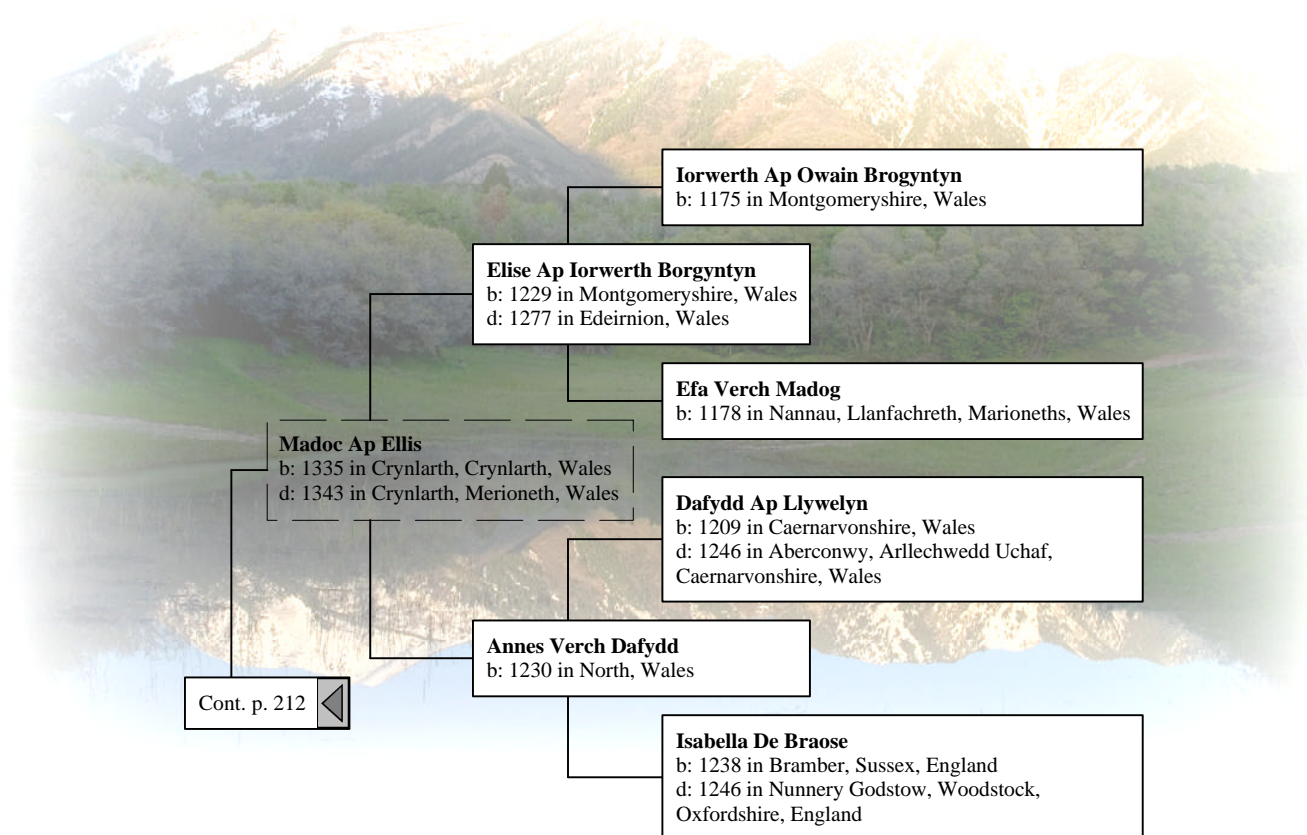 Iorwerth Ap Owain Brogyntyn
b: 1175 in Montgomeryshire, Wales
Elise Ap Iorwerth Borgyntyn
b: 1229 in Montgomeryshire, Wales
d: 1277 in Edeirnion, Wales
Efa Verch Madog
b: 1178 in Nannau, Llanfachreth, Marioneths, Wales
Madoc Ap Ellis
b: 1335 in Crynlarth, Crynlarth, Wales
d: 1343 in Crynlarth, Merioneth, Wales
Dafydd Ap Llywelyn
b: 1209 in Caernarvonshire, Wales
d: 1246 in Aberconwy, Arllechwedd Uchaf,
Caernarvonshire, Wales
Annes Verch Dafydd
b: 1230 in North, Wales
Cont. p. 212
Isabella De Braose
b: 1238 in Bramber, Sussex, England
d: 1246 in Nunnery Godstow, Woodstock,
Oxfordshire, England